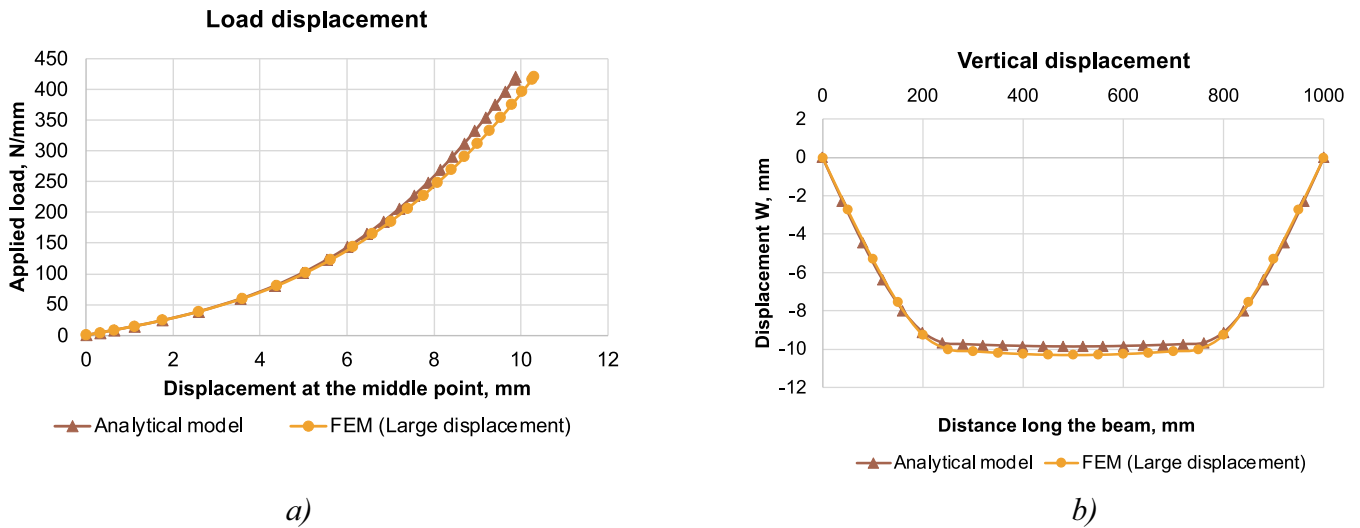 Load displacement
450
400
350
300
250
200
150
100
50
0
Applied load, N/mm
0 2 4 6 8 10 12
Displacement at the middle point, mm
Analytical model FEM (Large displacement)
a)
Vertical displacement
0 200 400 600 800 1000
2
0
-2
-4
-6
-8
-10
-12
Displacement W, mm
Distance long the beam, mm
Analytical model FEM (Large displacement)
b)